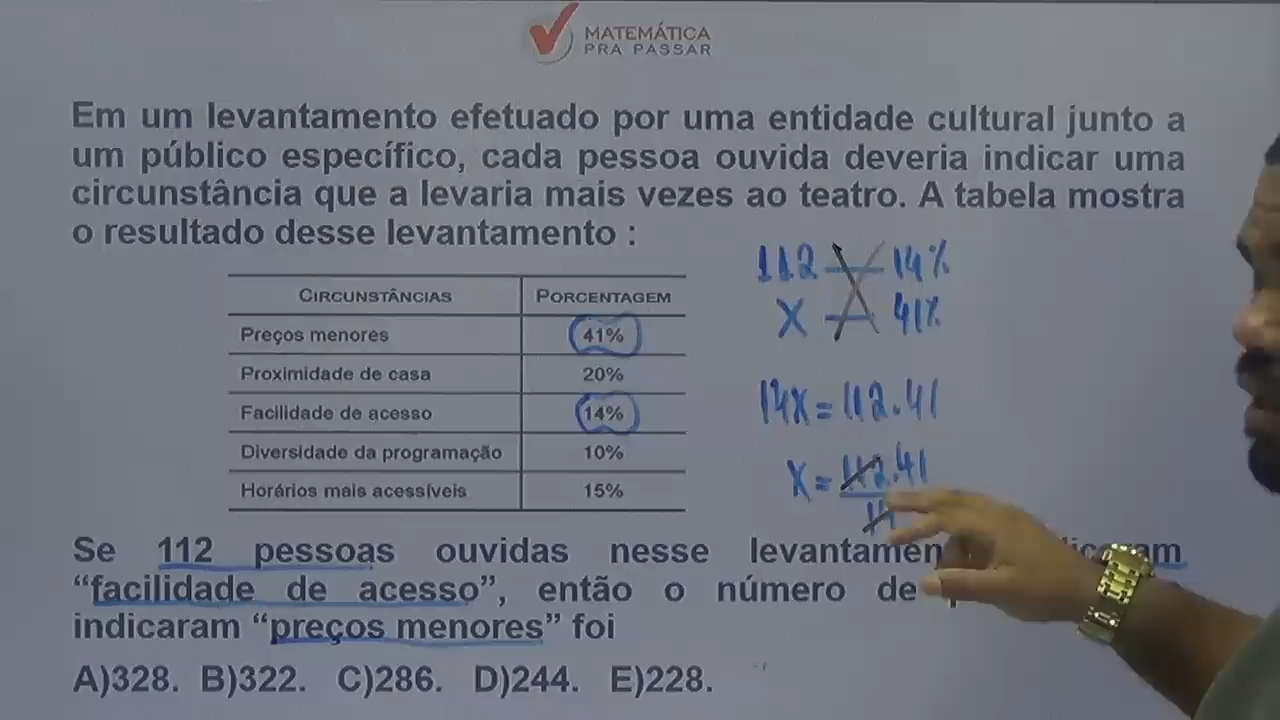 MATEMÁTICA
PRA PASSAR
Em um levantamento efetuado por uma entidade cultural junto a
um público específico, cada pessoa ouvida deveria indicar uma
circunstância que a levaria mais vezes ao teatro. A tabela mostra
o resultado desse levantamento :
CIRCUNSTÂNCIAS PORCENTAGEM
Preços menores 41%
Proximidade de casa 20%
Facilidade de acesso 14%
Diversidade da programação 10%
Horários mais acessíveis 15%
112 14%
X 41%
14X = 112.41
X = 112.41
14
Se 112 pessoas ouvidas nesse
“facilidade de acesso”, então o número de
indicaram “preços menores” foi
A)328. B)322. C)286. D)244. E)228.